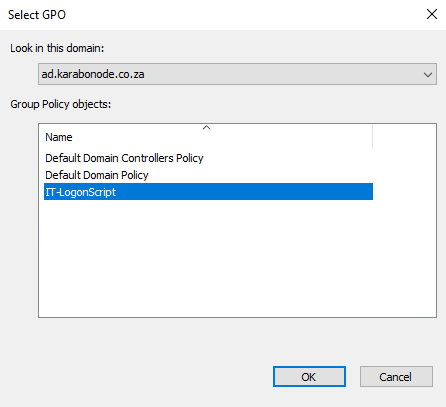 Select GPO
Look in this domain:
ad.karabonode.co.za
Group Policy objects:
Name
Default Domain Controllers Policy
Default Domain Policy
IT-LogonScript
OK Cancel